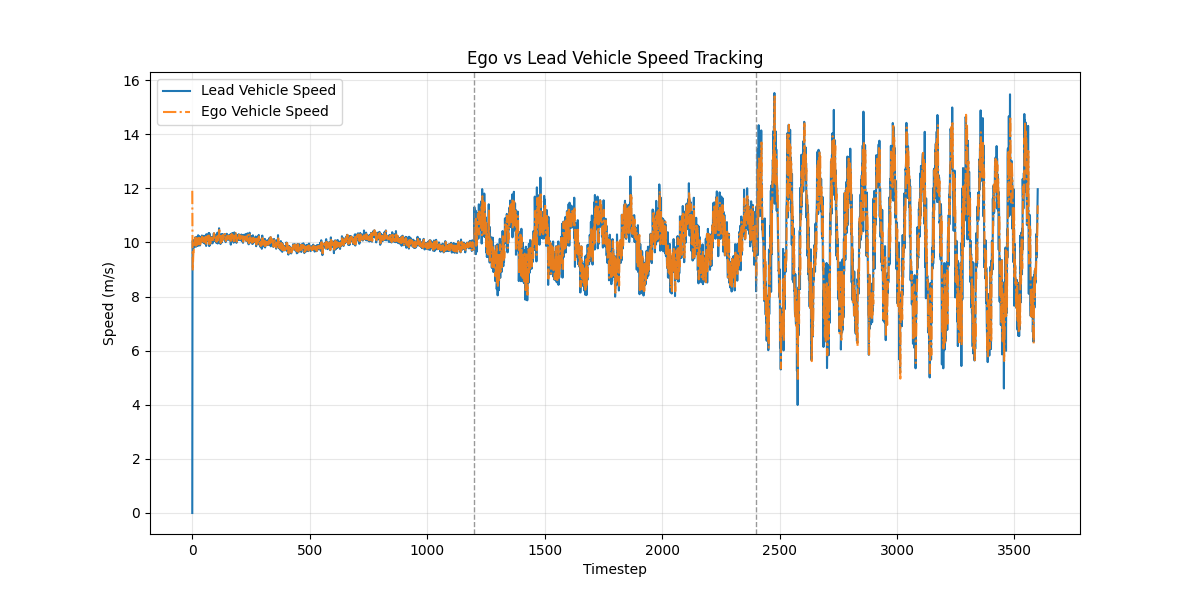 Ego vs Lead Vehicle Speed Tracking
Lead Vehicle Speed
Ego Vehicle Speed
Speed (m/s)
16
14
12
10
8
6
4
2
0
0 500 1000 1500 2000 2500 3000 3500
Timestep